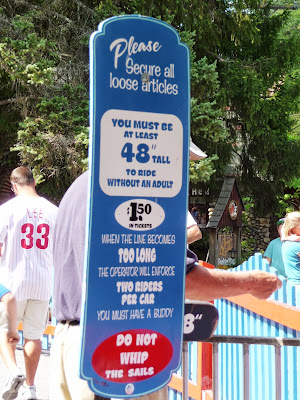 Please
Secure all
loose articles
YOU MUST BE
AT LEAST
48" TALL
TO RIDE
WITHOUT AN ADULT
$1.50
IN TICKETS
WHEN THE LINE BECOMES
TOO LONG
THE OPERATOR WILL ENFORCE
TWO RIDERS
PER CAR
YOU MUST HAVE A BUDDY
DO NOT
WHIP
THE SAILS
LEE
33
8"